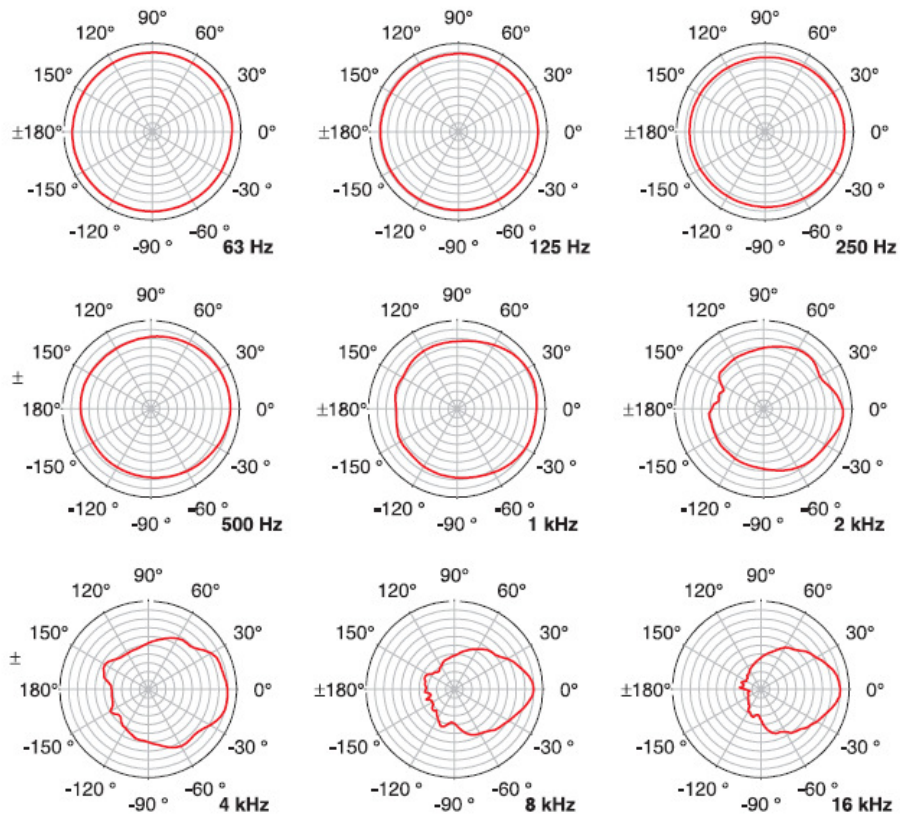 90° 90° 90°
120° 60° 120° 60° 120° 60°
150° 30° 150° 30° 150° 30°
±180° 0° ±180° 0° ±180° 0°
-150 ° -30 ° -150 ° -30 ° -150 ° -30 °
-120 ° -60 ° -120 ° -60 ° -120 ° -60 °
-90 ° 63 Hz -90 ° 125 Hz -90 ° 250 Hz
90° 90° 90°
120° 60° 120° 60° 120° 60°
150° 30° 150° 30° 150° 30°
±
180° 0° ±180° 0° ±180° 0°
-150 ° -30 ° -150 ° -30 ° -150 ° -30 °
-120 ° -60 ° -120 ° -60 ° -120 ° -60 °
-90 ° 500 Hz -90 ° 1 kHz -90 ° 2 kHz
90° 90° 90°
120° 60° 120° 60° 120° 60°
150° 30° 150° 30° 150° 30°
±
180° 0° ±180° 0° ±180° 0°
-150 ° -30 ° -150 ° -30 ° -150 ° -30 °
-120 ° -60 ° -120 ° -60 ° -120 ° -60 °
-90 ° 4 kHz -90 ° 8 kHz -90 ° 16 kHz